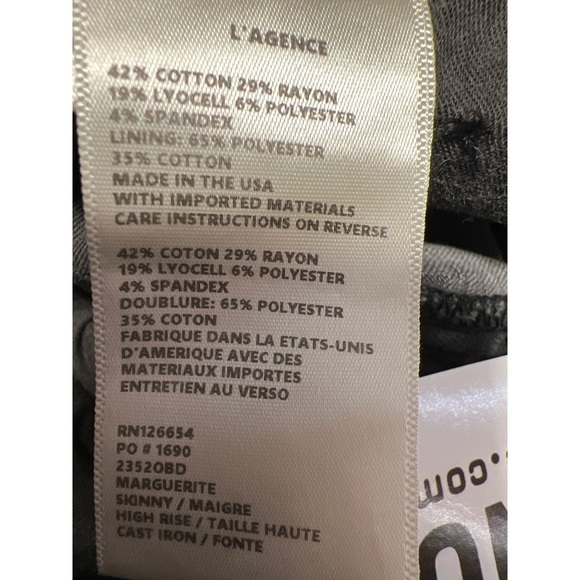 L'AGENCE
42% COTTON 29% RAYON
19% LYOCELL 6% POLYESTER
4% SPANDEX
LINING: 65% POLYESTER
35% COTTON
MADE IN THE USA
WITH IMPORTED MATERIALS
CARE INSTRUCTIONS ON REVERSE
42% COTON 29% RAYON
19% LYOCELL 6% POLYESTER
4% SPANDEX
DOUBLURE: 65% POLYESTER
35% COTON
FABRIQUE DANS LA ETATS-UNIS
D'AMERIQUE AVEC DES
MATERIAUX IMPORTES
ENTRETIEN AU VERSO
RN126654
PO # 1690
2352OBD
MARGUERITE
SKINNY / MAIGRE
HIGH RISE / TAILLE HAUTE
CAST IRON / FONTE
.com